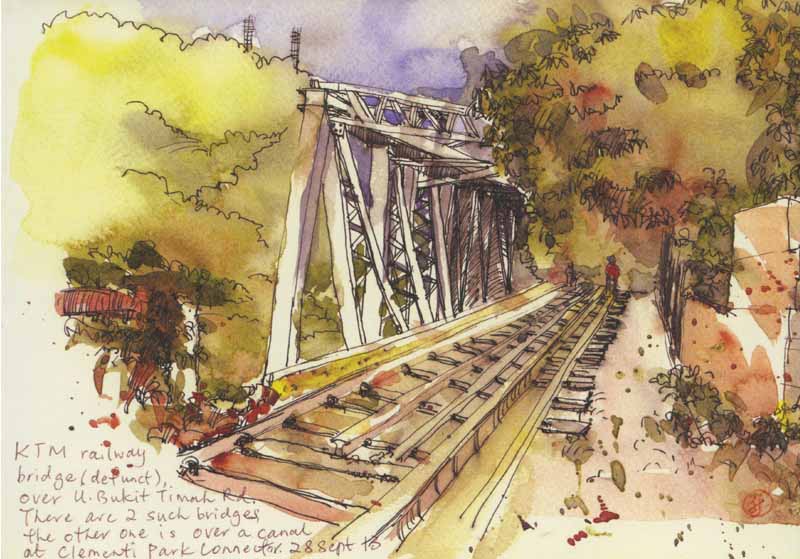 KTM railway
bridge (defunct),
over U. Bukit Timah Rd.
There are 2 such bridges
the other one is over a canal
at Clementi Park Connector. 28 Sept 15